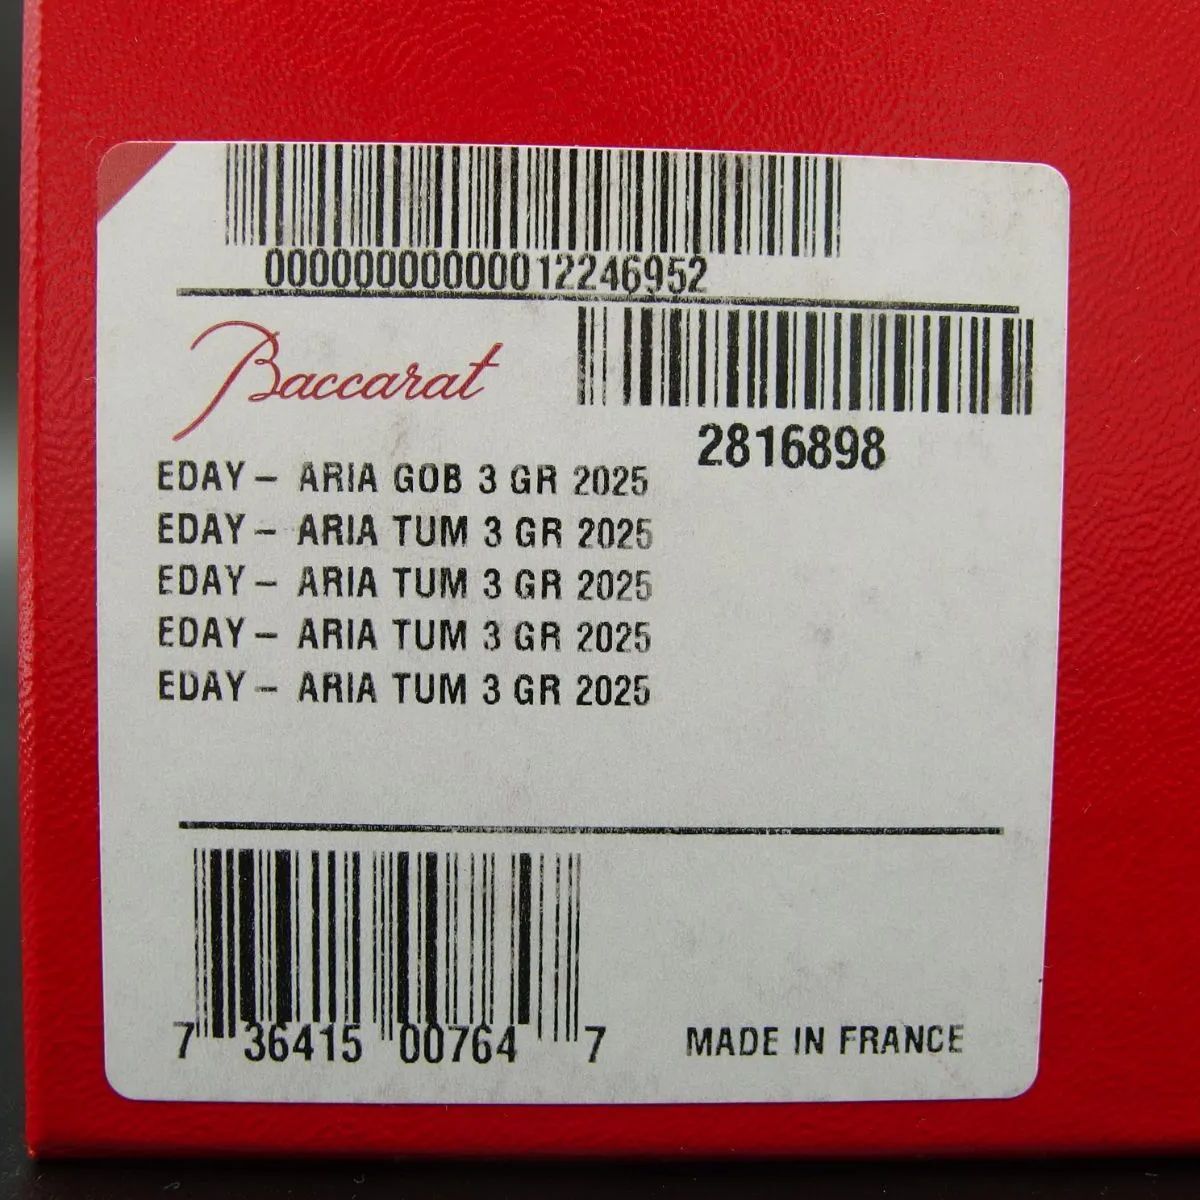 000000000000012246952
Baccarat
2816898
EDAY - ARIA GOB 3 GR 2025
EDAY - ARIA TUM 3 GR 2025
EDAY - ARIA TUM 3 GR 2025
EDAY - ARIA TUM 3 GR 2025
EDAY - ARIA TUM 3 GR 2025
7 36415 00764 7
MADE IN FRANCE